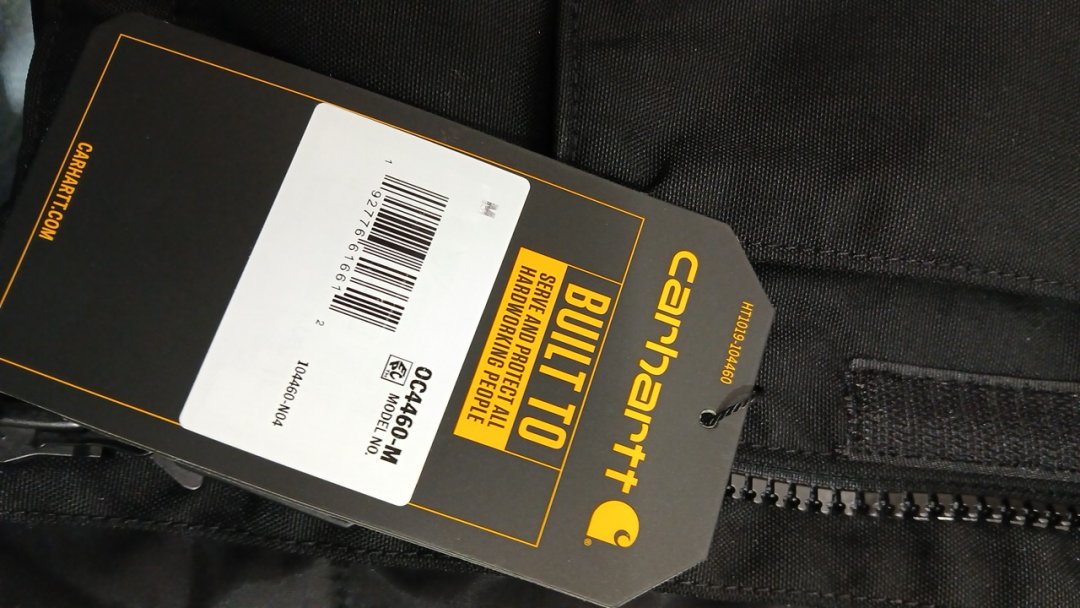 HT1019-104460
carhartt
BUILT TO
SERVE AND PROTECT ALL
HARDWORKING PEOPLE
M
1 92776 61661 2
OC4460-M
MODEL NO.
104460-N04
CARHARTT.COM